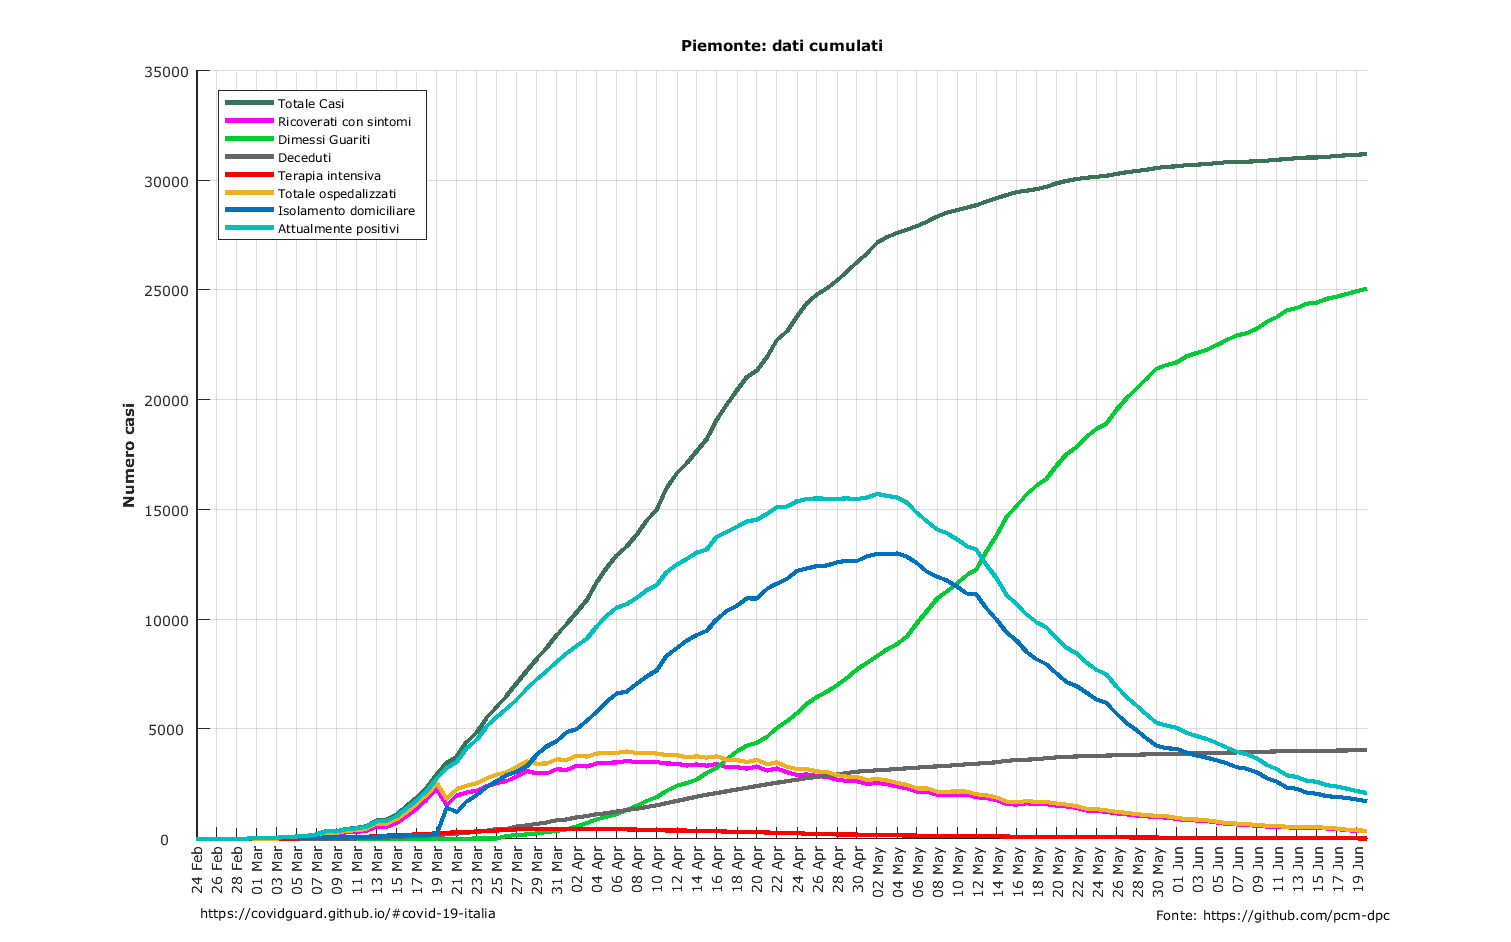 Piemonte: dati cumulati
35000
30000
25000
20000
15000
10000
5000
0
Numero casi
Totale Casi
Ricoverati con sintomi
Dimessi Guariti
Deceduti
Terapia intensiva
Totale ospedalizzati
Isolamento domiciliare
Attualmente positivi
24 Feb
26 Feb
28 Feb
01 Mar
03 Mar
05 Mar
07 Mar
09 Mar
11 Mar
13 Mar
15 Mar
17 Mar
19 Mar
21 Mar
23 Mar
25 Mar
27 Mar
29 Mar
31 Mar
02 Apr
04 Apr
06 Apr
08 Apr
10 Apr
12 Apr
14 Apr
16 Apr
18 Apr
20 Apr
22 Apr
24 Apr
26 Apr
28 Apr
30 Apr
02 May
04 May
06 May
08 May
10 May
12 May
14 May
16 May
18 May
20 May
22 May
24 May
26 May
28 May
30 May
01 Jun
03 Jun
05 Jun
07 Jun
09 Jun
11 Jun
13 Jun
15 Jun
17 Jun
19 Jun
https://covidguard.github.io/#covid-19-italia
Fonte: https://github.com/pcm-dpc